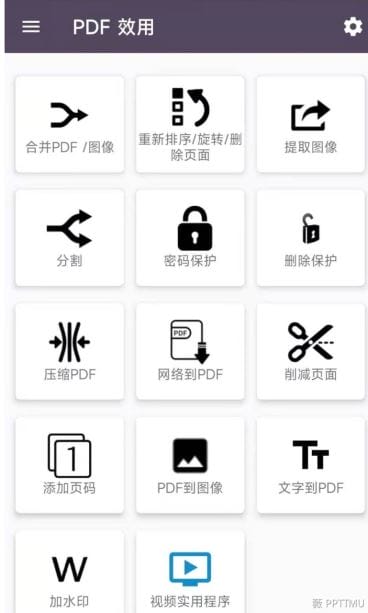 PDF 效用
合并PDF /图像
重新排序/旋转/删
除页面
提取图像
分割
密码保护
删除保护
压缩PDF
PDF
网络到PDF
削减页面
1
添加页码
PDF到图像
TT
文字到PDF
W
加水印
视频实用程序
薇 PPTTMU